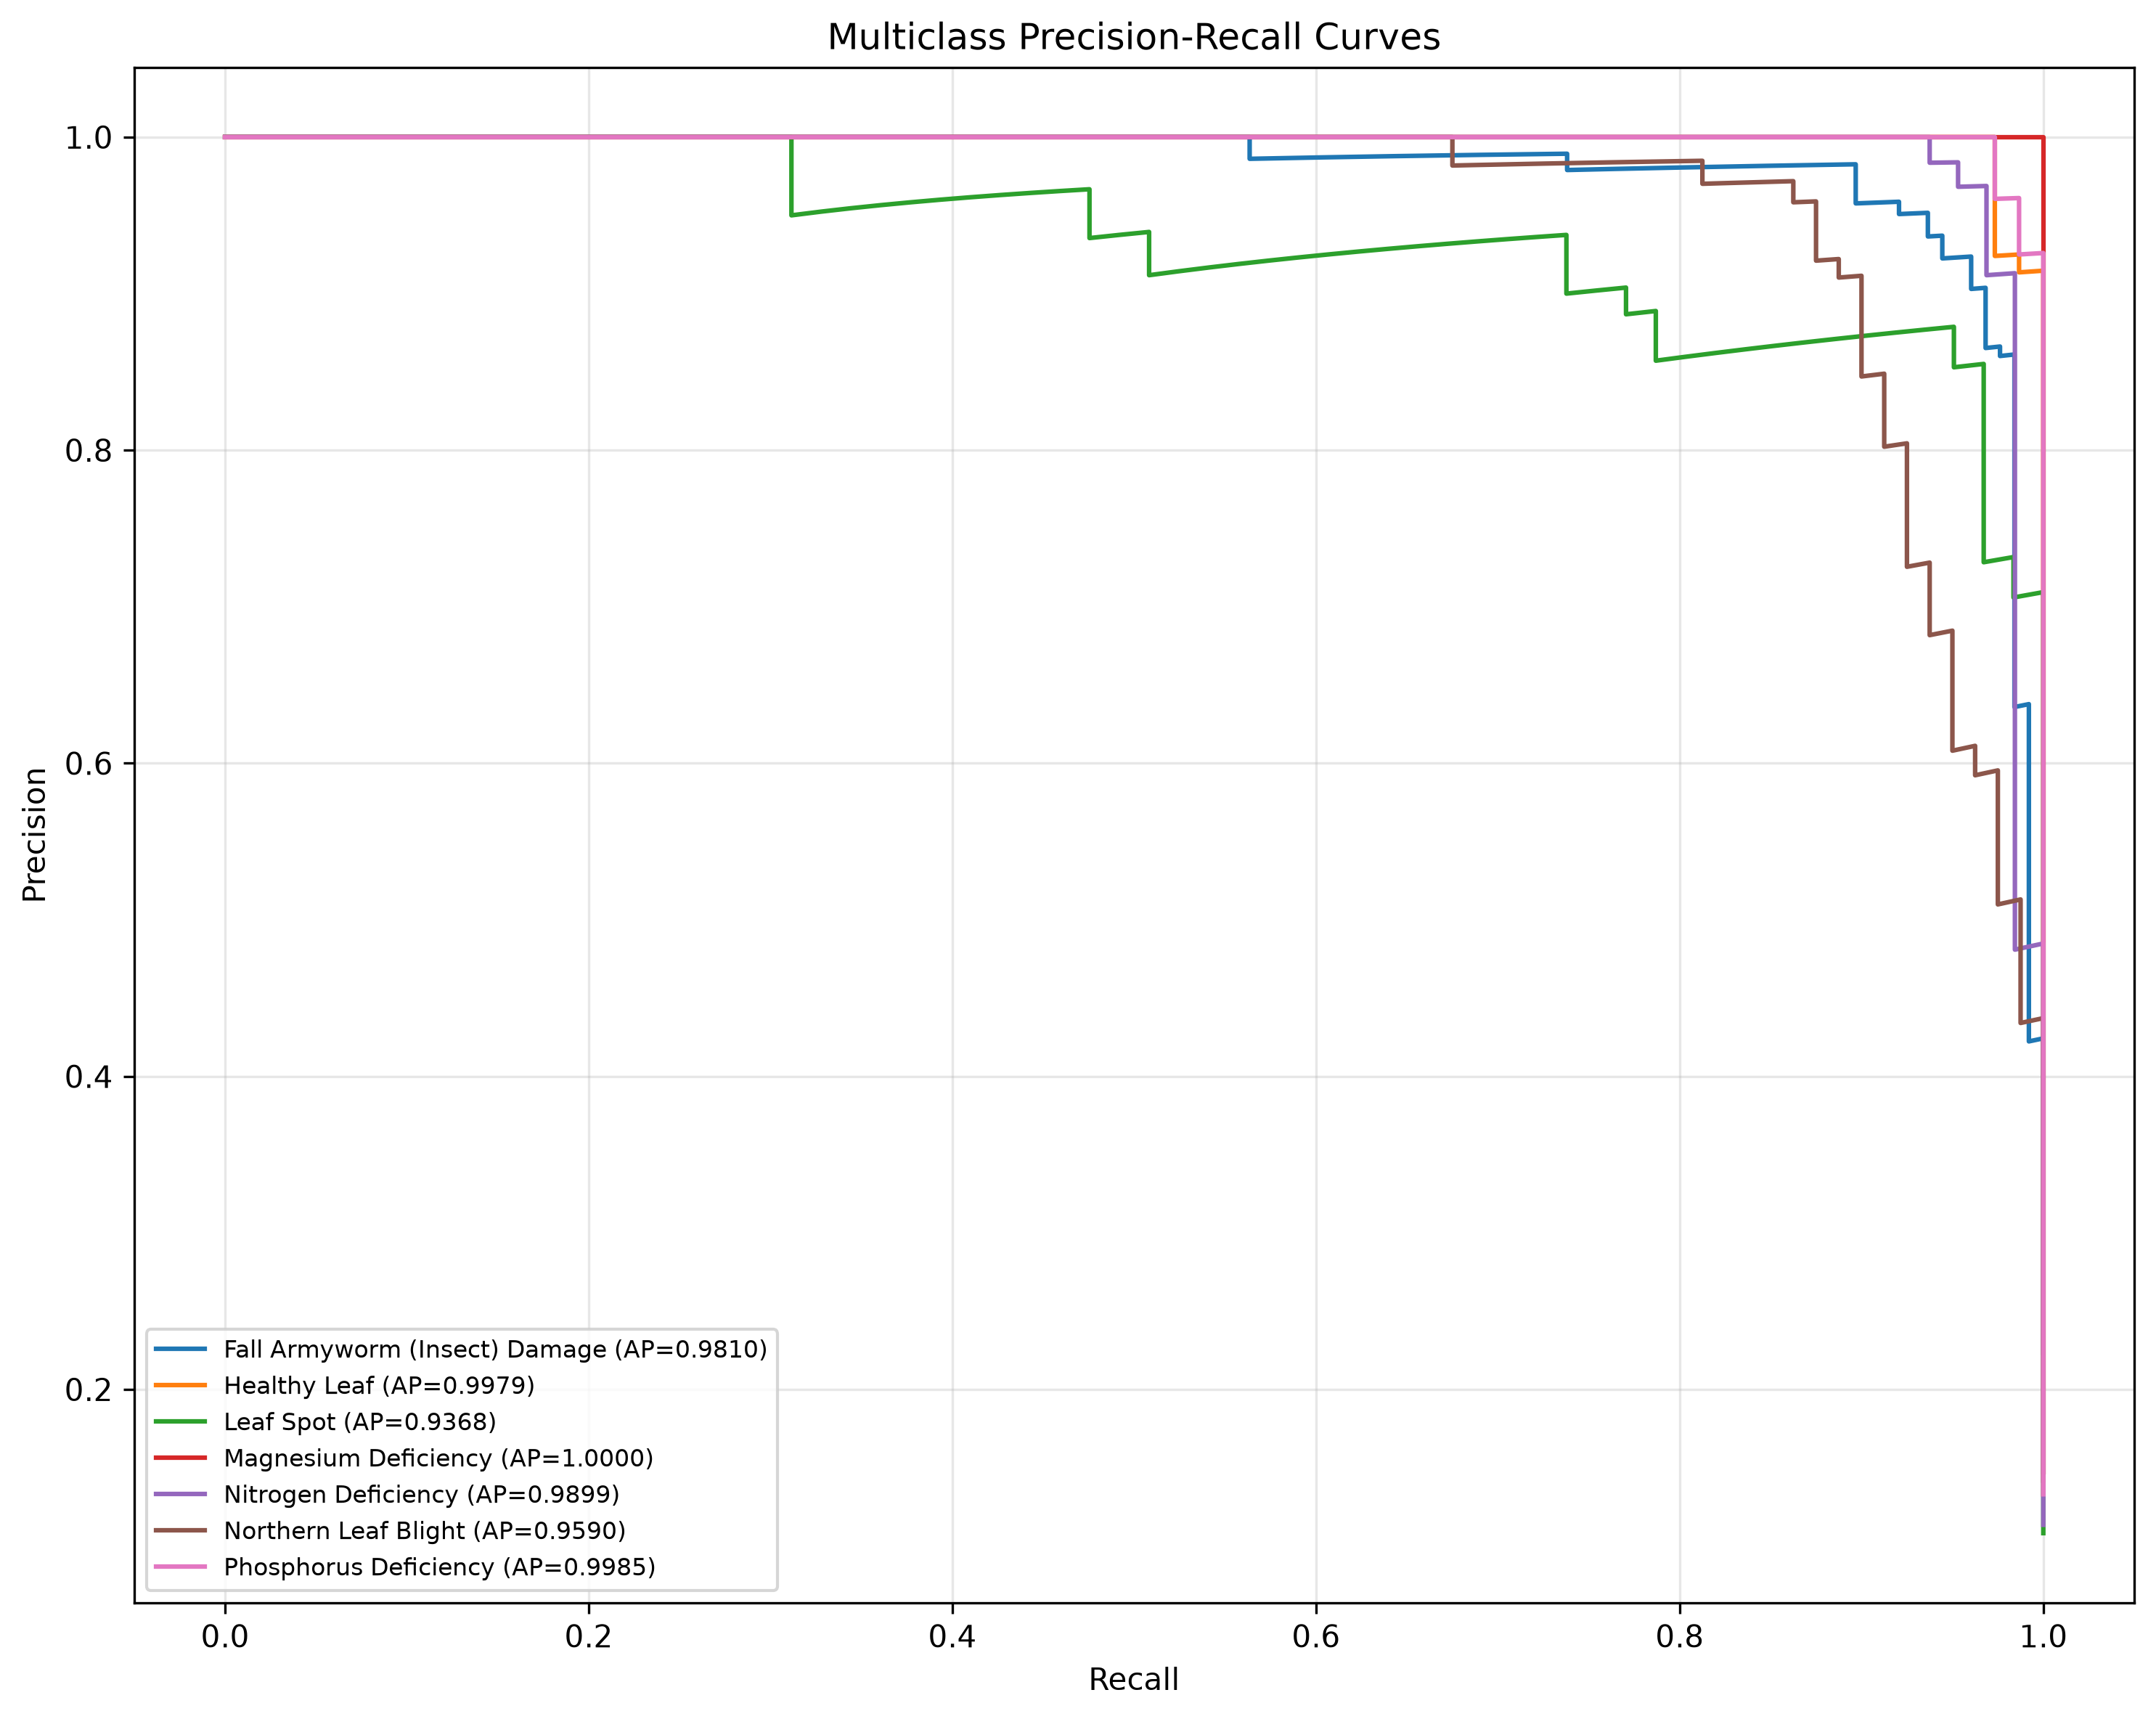 Multiclass Precision-Recall Curves
1.0
0.8
0.6
0.4
0.2
Precision
Fall Armyworm (Insect) Damage (AP=0.9810)
Healthy Leaf (AP=0.9979)
Leaf Spot (AP=0.9368)
Magnesium Deficiency (AP=1.0000)
Nitrogen Deficiency (AP=0.9899)
Northern Leaf Blight (AP=0.9590)
Phosphorus Deficiency (AP=0.9985)
0.0 0.2 0.4 0.6 0.8 1.0
Recall